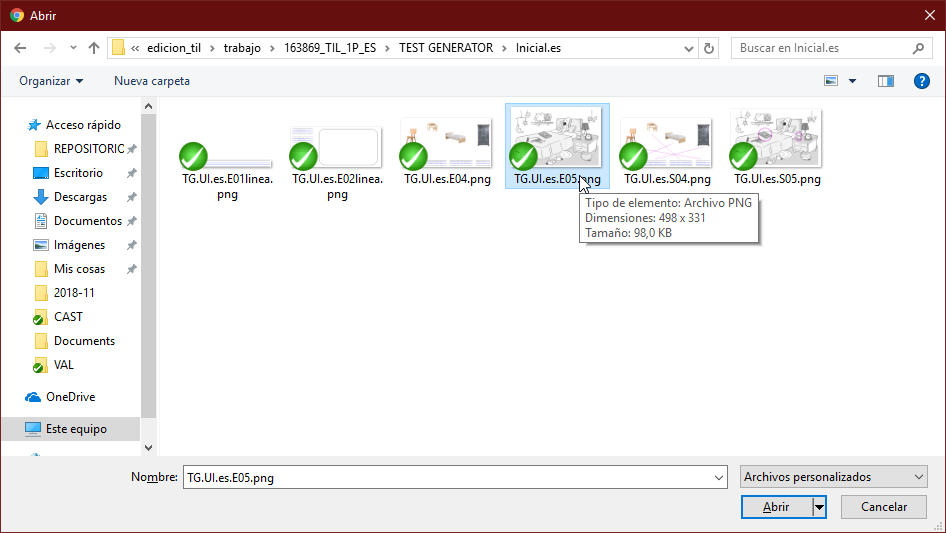 Abrir
« edicion_til › trabajo › 163869_TIL_1P_ES › TEST GENERATOR › Inicial.es
Buscar en Inicial.es
Organizar
Nueva carpeta
Acceso rápido
REPOSITORIO
Escritorio
Descargas
Documentos
Imágenes
Mis cosas
2018-11
CAST
Documents
VAL
OneDrive
Este equipo
TG.UI.es.E01linea.
png
TG.UI.es.E02linea.
png
TG.UI.es.E04.png
TG.UI.es.E05.png
TG.UI.es.S04.png
TG.UI.es.S05.png
Tipo de elemento: Archivo PNG
Dimensiones: 498 x 331
Tamaño: 98,0 KB
Nombre:
TG.UI.es.E05.png
Archivos personalizados
Abrir
Cancelar